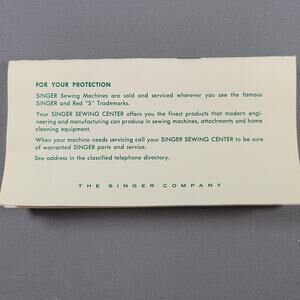 FOR YOUR PROTECTION
SINGER Sewing Machines are sold and serviced wherever you see the famous
SINGER and Red "S" Trademarks.
Your SINGER SEWING CENTER offers you the finest products that modern engi-
neering and manufacturing can produce in sewing machines, attachments and home
cleaning equipment.
When your machine needs servicing call your SINGER SEWING CENTER to be sure
of warranted SINGER parts and service.
See address in the classified telephone directory.
THE SINGER COMPANY